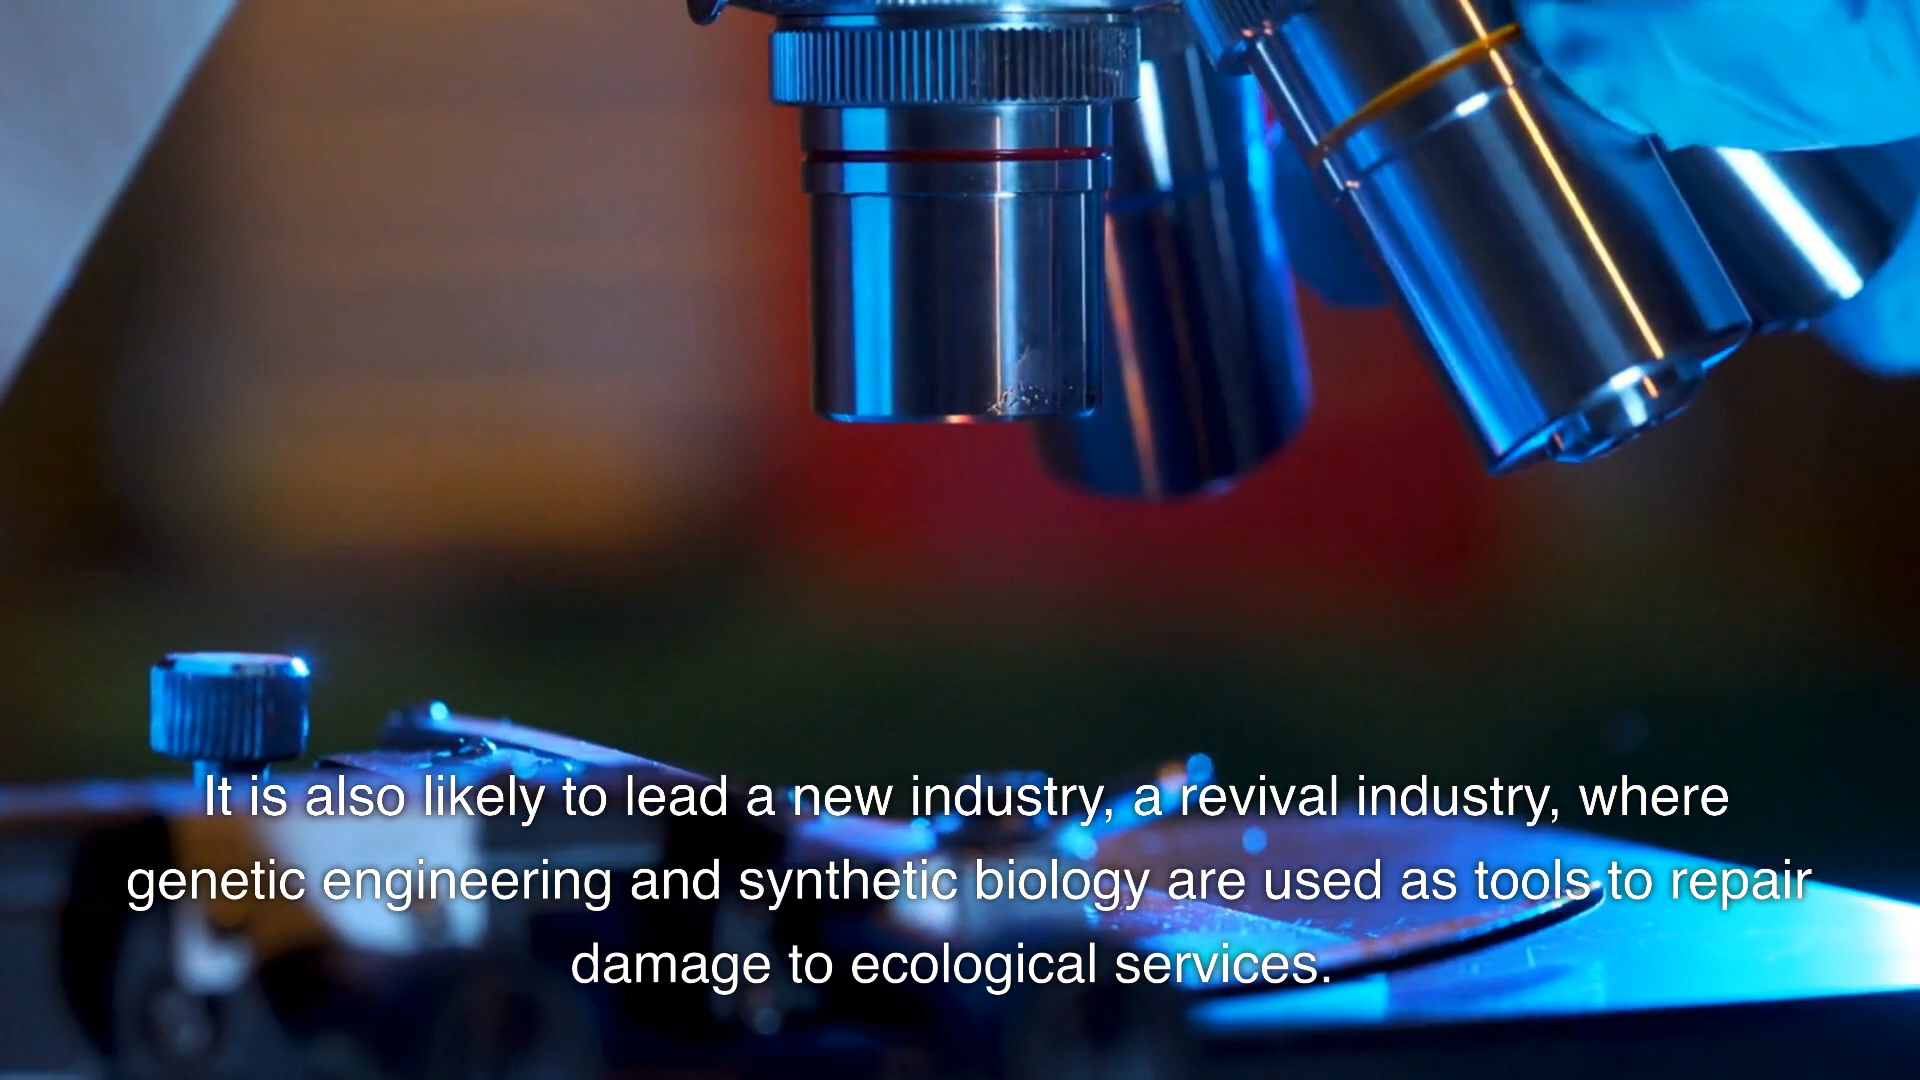 It is also likely to lead a new industry, a revival industry, where
genetic engineering and synthetic biology are used as tools to repair
damage to ecological services.